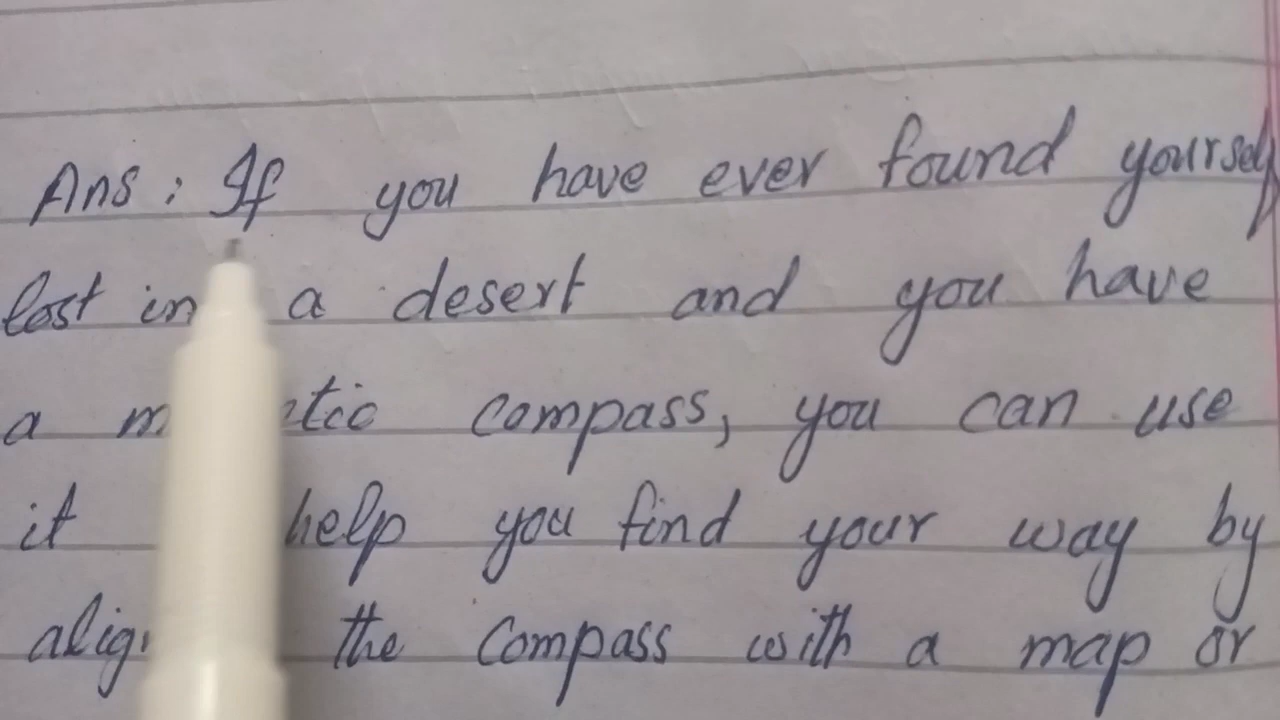 Ans : If you have ever found yourself
lost in a desert and you have
a compass, you can use
it help you find your way by
the compass with a map or